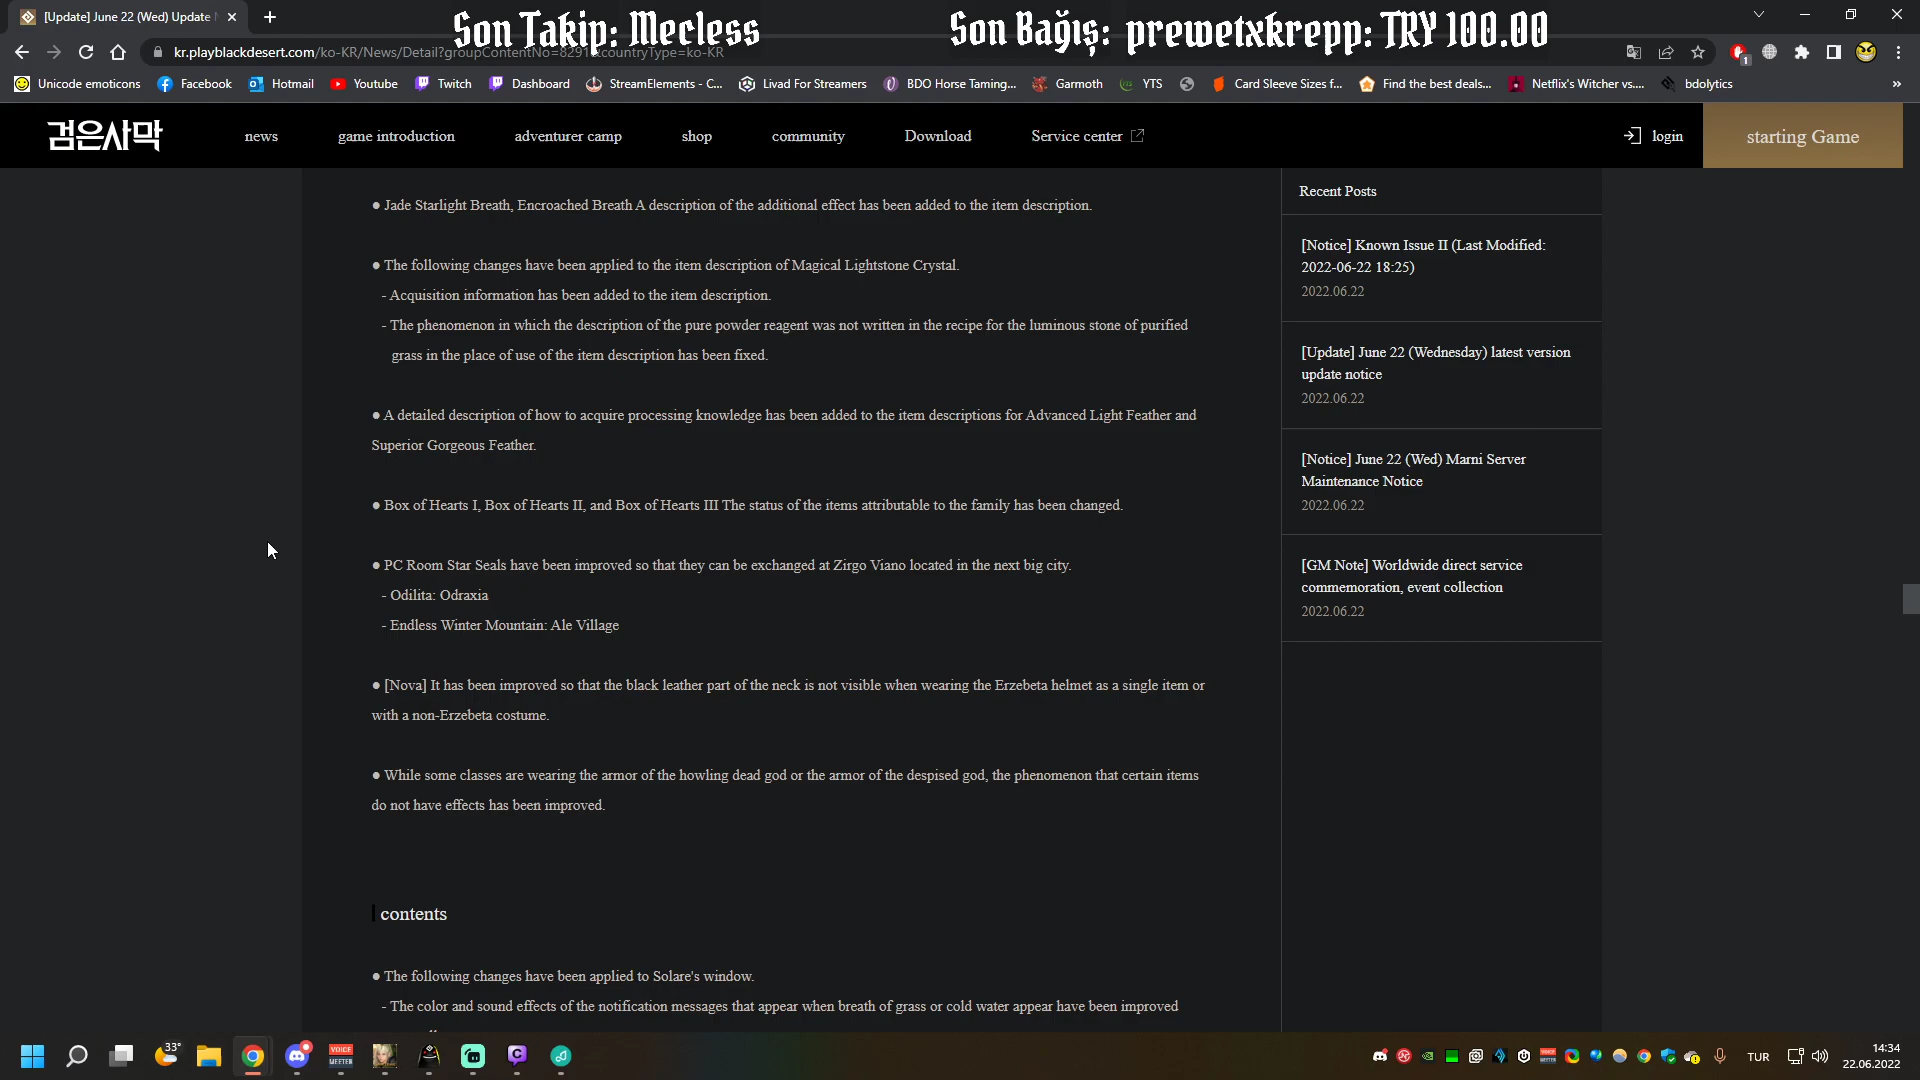 [Update] June 22 (Wed) Update
Son Takip: Mecless
Son Bağış: prewetxkrepp: TRY 100.00
kr.playblackdesert.com/ko-KR/News/Detail?groupContentNo=8291&countryType=ko-KR
1
Unicode emoticons
Facebook
Hotmail
Youtube
Twitch
Dashboard
StreamElements - C...
Livad For Streamers
BDO Horse Taming...
Garmoth
YTS
Card Sleeve Sizes f...
Find the best deals...
Netflix's Witcher vs....
bdolytics
»
검은사막
news
game introduction
adventurer camp
shop
community
Download
Service center
login
starting Game
● Jade Starlight Breath, Encroached Breath A description of the additional effect has been added to the item description.
● The following changes have been applied to the item description of Magical Lightstone Crystal.
- Acquisition information has been added to the item description.
- The phenomenon in which the description of the pure powder reagent was not written in the recipe for the luminous stone of purified
grass in the place of use of the item description has been fixed.
● A detailed description of how to acquire processing knowledge has been added to the item descriptions for Advanced Light Feather and
Superior Gorgeous Feather.
● Box of Hearts I, Box of Hearts II, and Box of Hearts III The status of the items attributable to the family has been changed.
● PC Room Star Seals have been improved so that they can be exchanged at Zirgo Viano located in the next big city.
- Odilita: Odraxia
- Endless Winter Mountain: Ale Village
● [Nova] It has been improved so that the black leather part of the neck is not visible when wearing the Erzebeta helmet as a single item or
with a non-Erzebeta costume.
● While some classes are wearing the armor of the howling dead god or the armor of the despised god, the phenomenon that certain items
do not have effects has been improved.
contents
● The following changes have been applied to Solare's window.
- The color and sound effects of the notification messages that appear when breath of grass or cold water appear have been improved
Recent Posts
[Notice] Known Issue II (Last Modified:
2022-06-22 18:25)
2022.06.22
[Update] June 22 (Wednesday) latest version
update notice
2022.06.22
[Notice] June 22 (Wed) Marni Server
Maintenance Notice
2022.06.22
[GM Note] Worldwide direct service
commemoration, event collection
2022.06.22
33°
VOICE
MEETER
TUR
14:34
22.06.2022